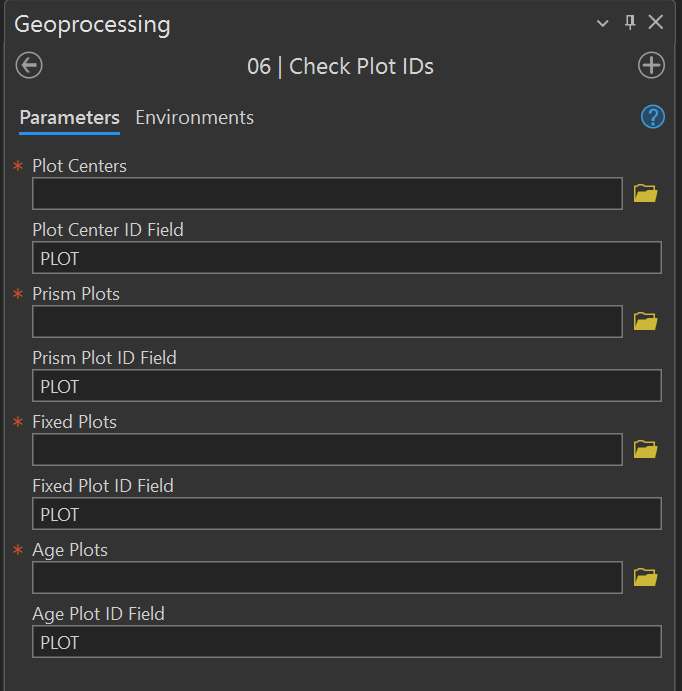 Geoprocessing
06 | Check Plot IDs
Parameters Environments
* Plot Centers
Plot Center ID Field
PLOT
* Prism Plots
Prism Plot ID Field
PLOT
* Fixed Plots
Fixed Plot ID Field
PLOT
* Age Plots
Age Plot ID Field
PLOT